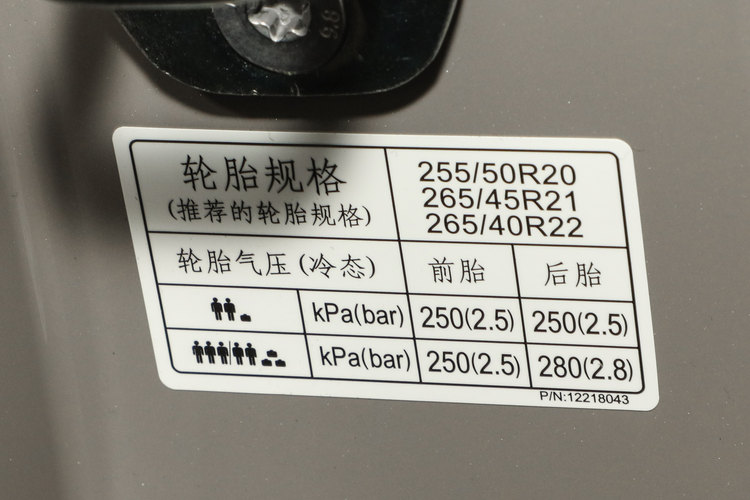 8.6
轮胎规格
(推荐的轮胎规格)
255/50R20
265/45R21
265/40R22
轮胎气压(冷态) 前胎 后胎
kPa(bar) 250(2.5) 250(2.5)
kPa(bar) 250(2.5) 280(2.8)
P/N:12218043